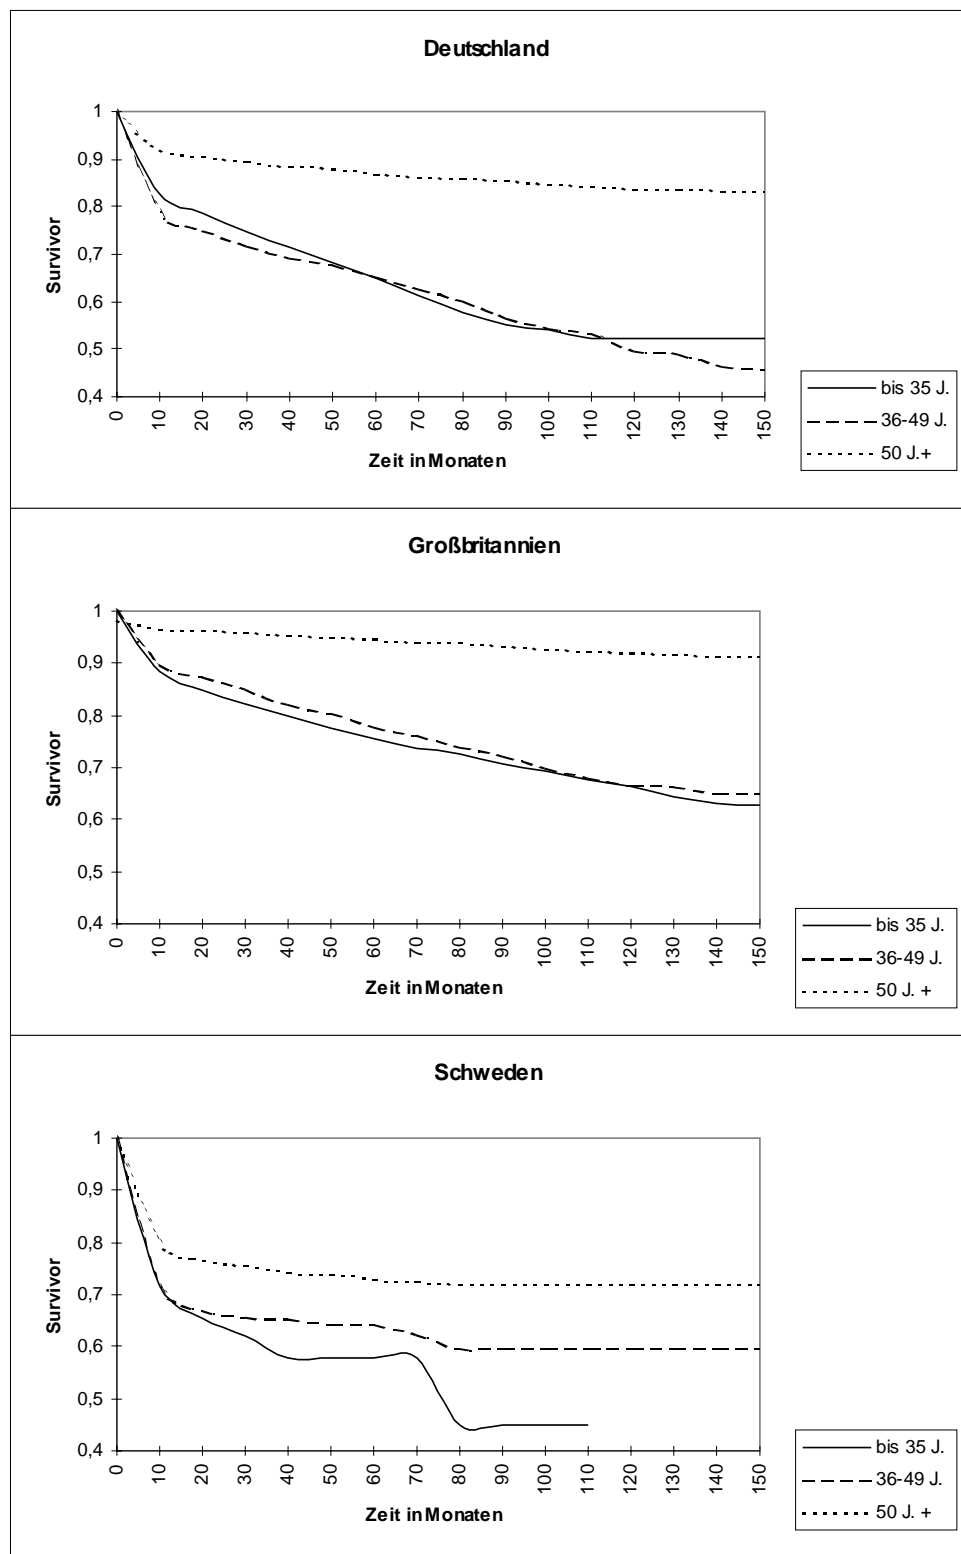 Deutschland
1
0,9
0,8
0,7
0,6
0,5
0,4
Survivor
0 10 20 30 40 50 60 70 80 90 100 110 120 130 140 150
Zeit in Monaten
bis 35 J.
36-49 J.
50 J.+
Großbritannien
1
0,9
0,8
0,7
0,6
0,5
0,4
Survivor
0 10 20 30 40 50 60 70 80 90 100 110 120 130 140 150
Zeit in Monaten
bis 35 J.
36-49 J.
50 J. +
Schweden
1
0,9
0,8
0,7
0,6
0,5
0,4
Survivor
0 10 20 30 40 50 60 70 80 90 100 110 120 130 140 150
Zeit in Monaten
bis 35 J.
36-49 J.
50 J. +